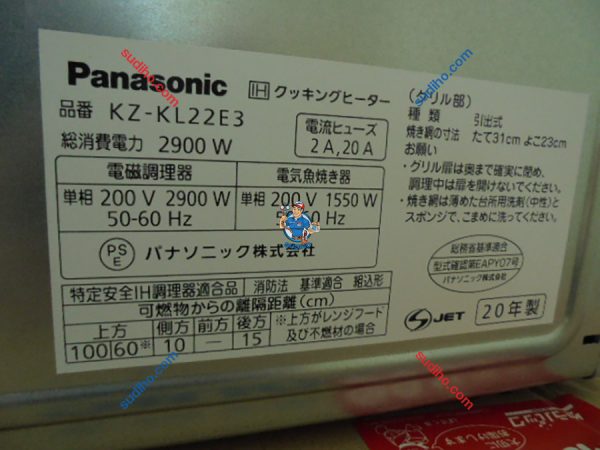 Panasonic
IH クッキングヒーター
品番 KZ-KL22E3
総消費電力 2900 W
電流ヒューズ
2 A,20 A
電磁調理器
電気魚焼き器
単相 200 V 2900 W
50-60 Hz
単相 200 V 1550 W
60 Hz
PS
E
パナソニック株式会社
特定安全IH調理器適合品 消防法 基準適合 組込形
可燃物からの離隔距離(cm)
上方 側方 前方 後方
100 60※ 10 — 15
※上方がレンジフード
及び不燃材の場合
(グリル部)
種類 引出式
焼き網の寸法 たて31cm よこ23cm
お願い
・グリル扉は奥まで確実に閉め、
調理中は扉を開けないでください。
・焼き網は薄めた台所用洗剤(中性)と
スポンジで、こまめに洗ってください。
総務省基準適合
型式確認第EAPY07号
パナソニック株式会社
S JET
20年製
sudiho.com
sudiho.com
sudiho.com
sudiho.com
sudiho.com